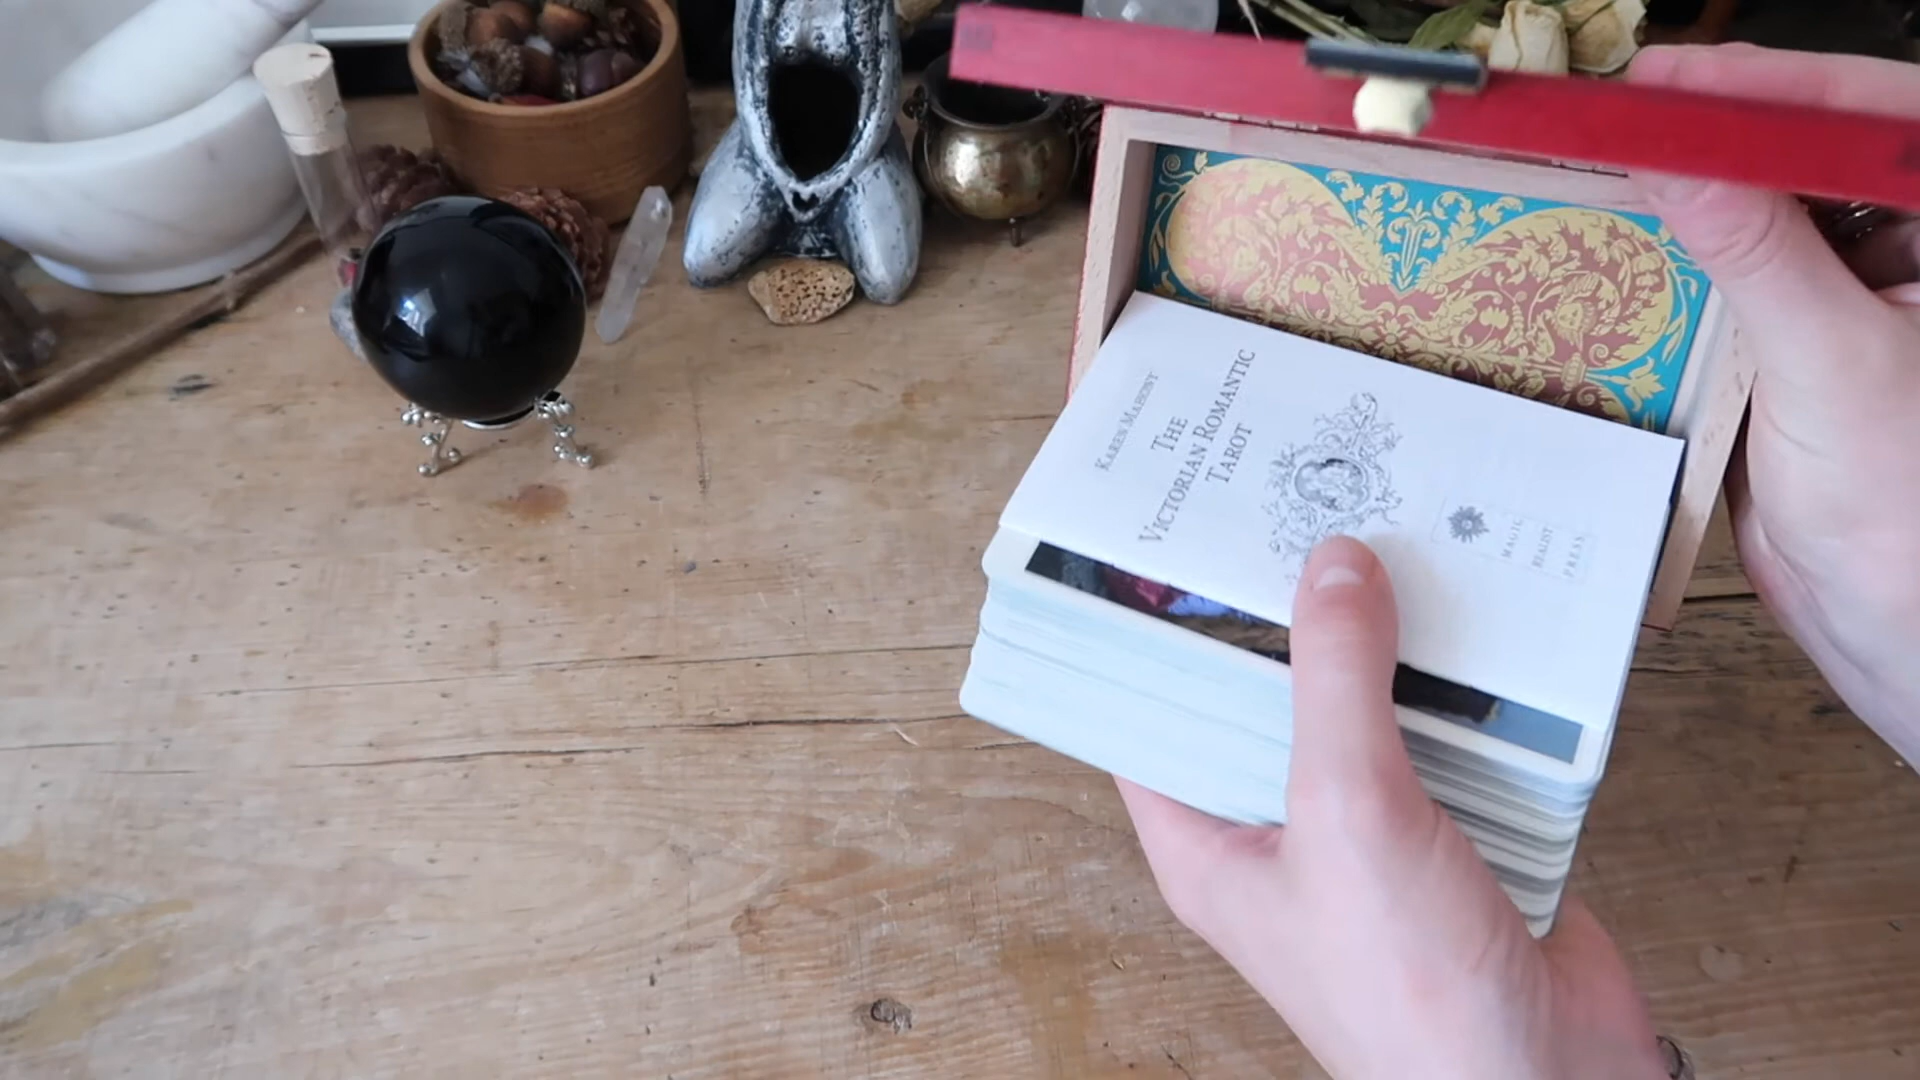 KAREN MAHONY
THE
VICTORIAN ROMANTIC
TAROT
MAGIC
REALIST
PRESS